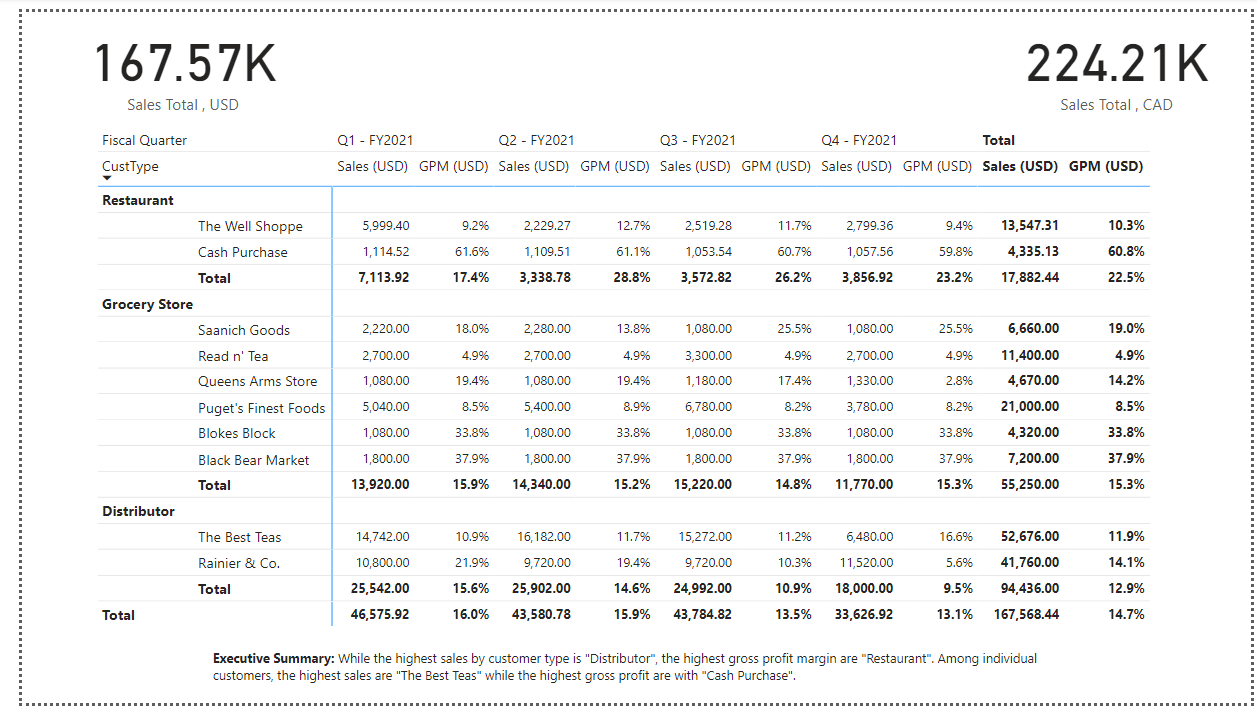 167.57K 224.21K
Sales Total , USD Sales Total , CAD
Fiscal Quarter Q1 - FY2021 Q2 - FY2021 Q3 - FY2021 Q4 - FY2021 Total
CustType Sales (USD) GPM (USD) Sales (USD) GPM (USD) Sales (USD) GPM (USD) Sales (USD) GPM (USD) Sales (USD) GPM (USD)
Restaurant
The Well Shoppe 5,999.40 9.2% 2,229.27 12.7% 2,519.28 11.7% 2,799.36 9.4% 13,547.31 10.3%
Cash Purchase 1,114.52 61.6% 1,109.51 61.1% 1,053.54 60.7% 1,057.56 59.8% 4,335.13 60.8%
Total 7,113.92 17.4% 3,338.78 28.8% 3,572.82 26.2% 3,856.92 23.2% 17,882.44 22.5%
Grocery Store
Saanich Goods 2,220.00 18.0% 2,280.00 13.8% 1,080.00 25.5% 1,080.00 25.5% 6,660.00 19.0%
Read n' Tea 2,700.00 4.9% 2,700.00 4.9% 3,300.00 4.9% 2,700.00 4.9% 11,400.00 4.9%
Queens Arms Store 1,080.00 19.4% 1,080.00 19.4% 1,180.00 17.4% 1,330.00 2.8% 4,670.00 14.2%
Puget's Finest Foods 5,040.00 8.5% 5,400.00 8.9% 6,780.00 8.2% 3,780.00 8.2% 21,000.00 8.5%
Blokes Block 1,080.00 33.8% 1,080.00 33.8% 1,080.00 33.8% 1,080.00 33.8% 4,320.00 33.8%
Black Bear Market 1,800.00 37.9% 1,800.00 37.9% 1,800.00 37.9% 1,800.00 37.9% 7,200.00 37.9%
Total 13,920.00 15.9% 14,340.00 15.2% 15,220.00 14.8% 11,770.00 15.3% 55,250.00 15.3%
Distributor
The Best Teas 14,742.00 10.9% 16,182.00 11.7% 15,272.00 11.2% 6,480.00 16.6% 52,676.00 11.9%
Rainier & Co. 10,800.00 21.9% 9,720.00 19.4% 9,720.00 10.3% 11,520.00 5.6% 41,760.00 14.1%
Total 25,542.00 15.6% 25,902.00 14.6% 24,992.00 10.9% 18,000.00 9.5% 94,436.00 12.9%
Total 46,575.92 16.0% 43,580.78 15.9% 43,784.82 13.5% 33,626.92 13.1% 167,568.44 14.7%
Executive Summary: While the highest sales by customer type is "Distributor", the highest gross profit margin are "Restaurant". Among individual
customers, the highest sales are "The Best Teas" while the highest gross profit are with "Cash Purchase".